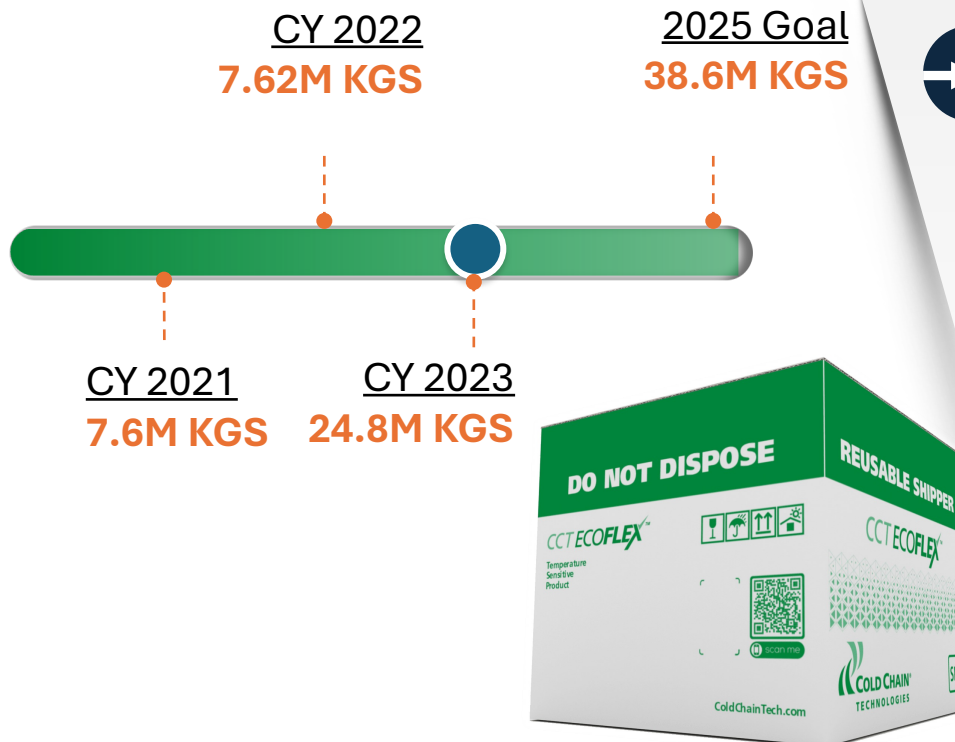 CY 2022
7.62M KGS
2025 Goal
38.6M KGS
CY 2021
7.6M KGS
CY 2023
24.8M KGS
DO NOT DISPOSE
REUSABLE SHIPPER
CCT ECOFLEX™
Temperature
Sensitive
Product
scan me
ColdChainTech.com
CCT ECOFLEX
COLD CHAIN
TECHNOLOGIES